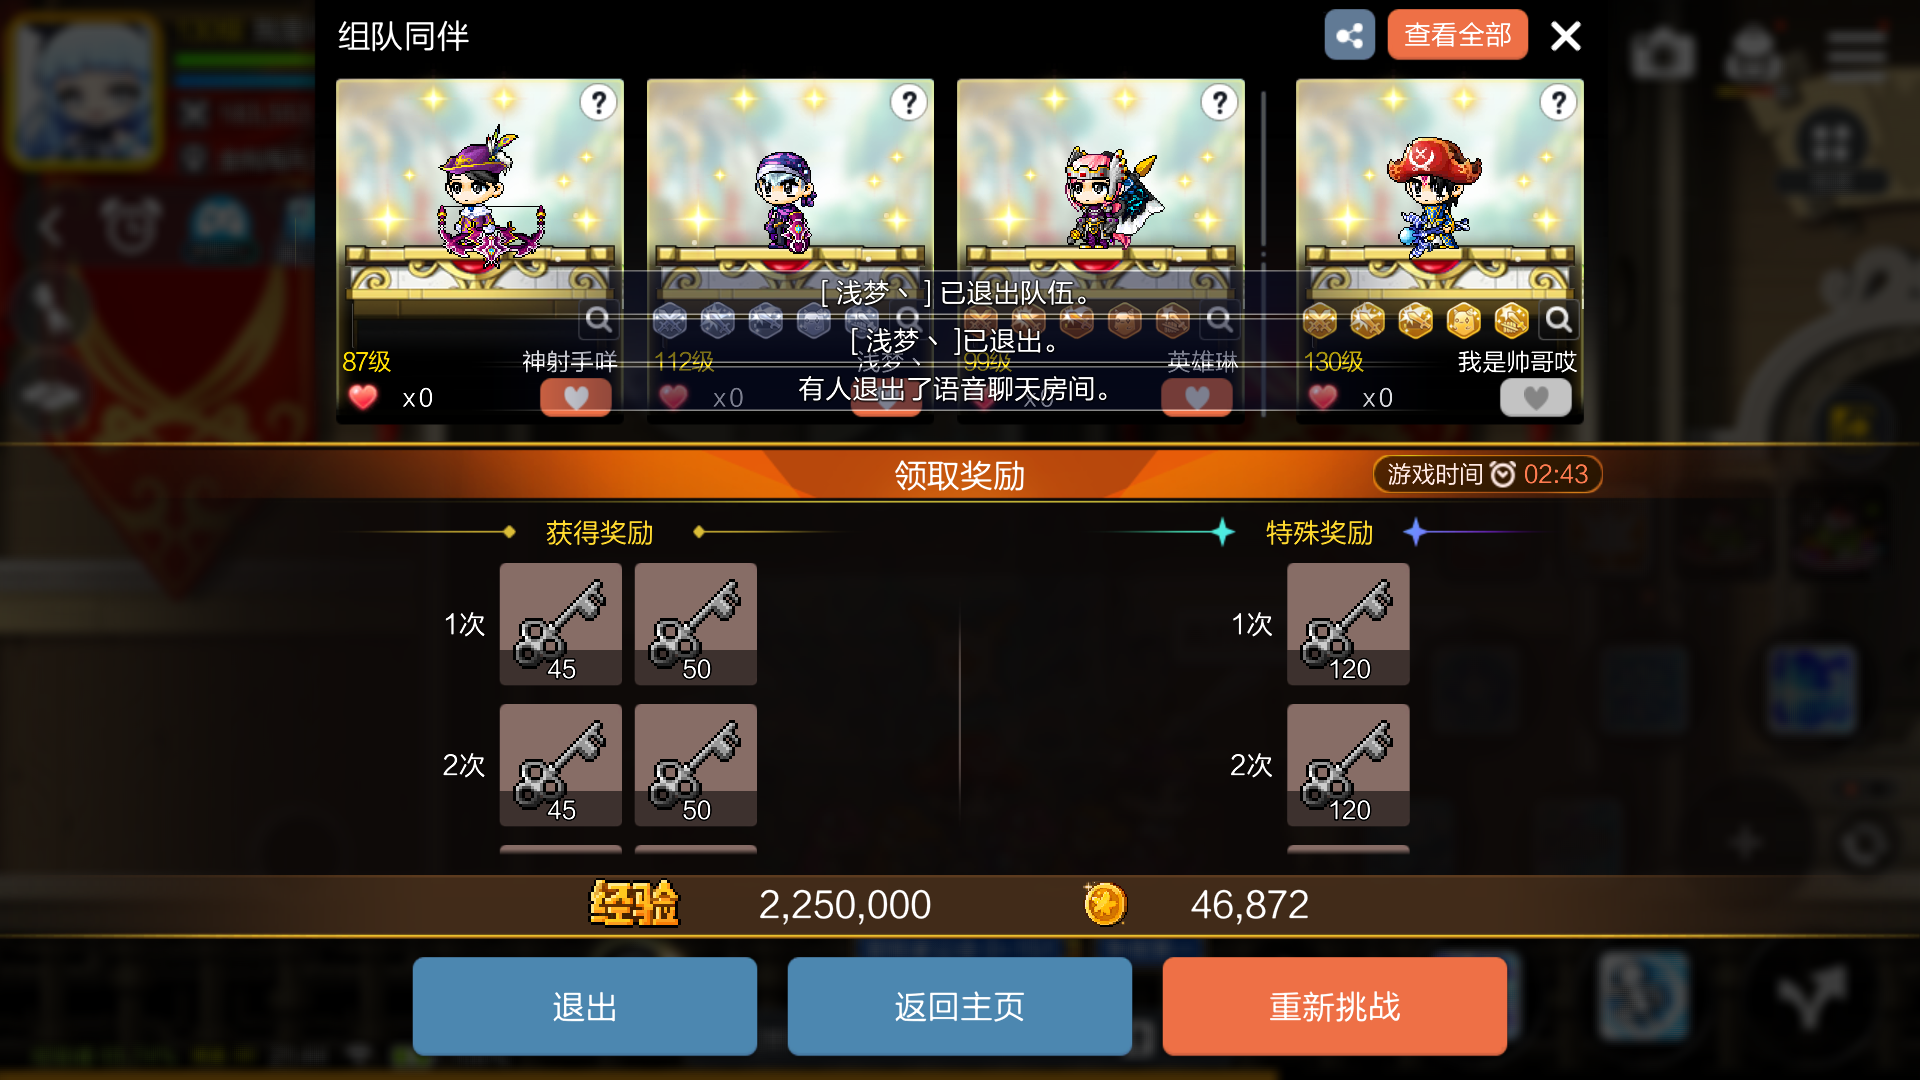 组队同伴
查看全部
?
?
?
?
[ 浅梦丶 ] 已退出队伍。
[ 浅梦丶 ]已退出。
有人退出了语音聊天房间。
87级
神射手咩
112级
浅梦丶
99级
英雄琳
130级
我是帅哥哎
x0
x0
x0
x0
领取奖励
游戏时间 02:43
获得奖励
特殊奖励
1次
45
50
1次
120
2次
45
50
2次
120
经验 2,250,000
46,872
退出
返回主页
重新挑战